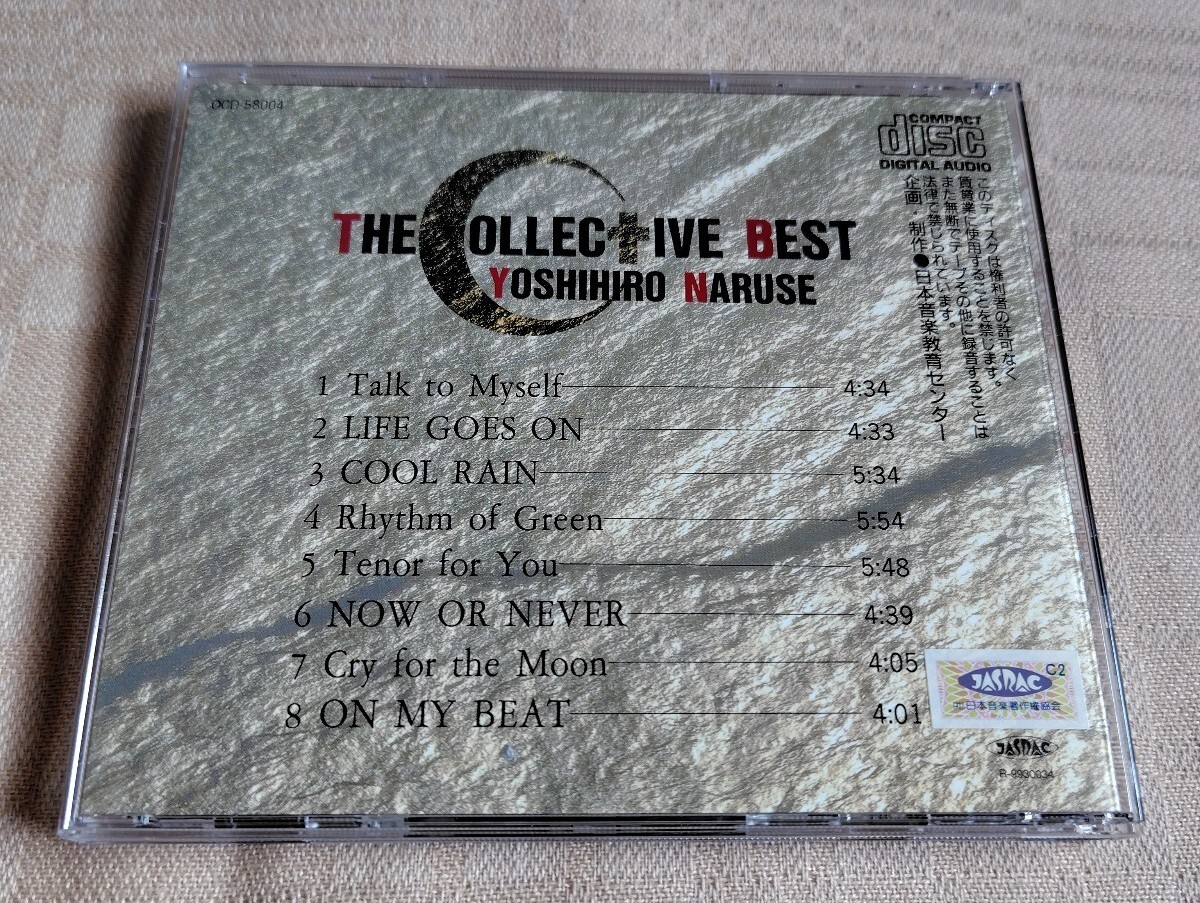 OCD-58004
COMPACT
disc
DIGITAL AUDIO
THE COLLECTIVE BEST
YOSHIHIRO NARUSE
このディスクは権利者の許可なく
賃貸業に使用することを禁じます。
また無断でテープその他に録音することは
法律で禁じられています。
企画・制作●日本音楽教育センター
1 Talk to Myself 4:34
2 LIFE GOES ON 4:33
3 COOL RAIN 5:34
4 Rhythm of Green 5:54
5 Tenor for You 5:48
6 NOW OR NEVER 4:39
7 Cry for the Moon 4:05
8 ON MY BEAT 4:01
JASRAC C2
日本音楽著作権協会
JASRAC
R-9930034